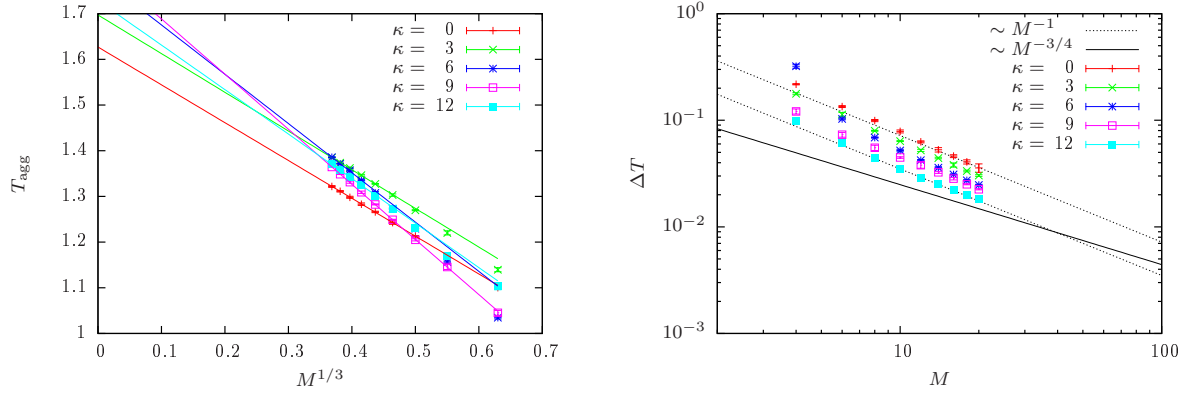 1.7
1.6
1.5
1.4
1.3
1.2
1.1
1
T_agg
κ = 0
κ = 3
κ = 6
κ = 9
κ = 12
0 0.1 0.2 0.3 0.4 0.5 0.6 0.7
M^{1/3}
10^0
10^{-1}
10^{-2}
10^{-3}
ΔT
∼ M^{-1}
∼ M^{-3/4}
κ = 0
κ = 3
κ = 6
κ = 9
κ = 12
10 100
M